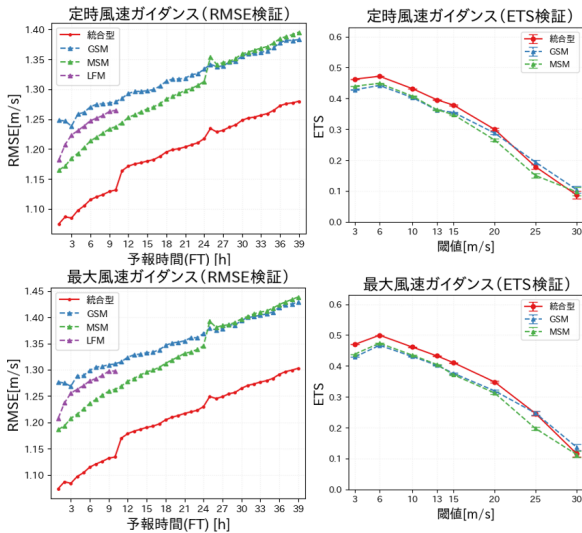 定時風速ガイダンス(RMSE検証)
RMSE[m/s]
1.40
1.35
1.30
1.25
1.20
1.15
1.10
統合型
GSM
MSM
LFM
3 6 9 12 15 18 21 24 27 30 33 36 39
予報時間(FT) [h]
定時風速ガイダンス(ETS検証)
ETS
0.6
0.5
0.4
0.3
0.2
0.1
0.0
統合型
GSM
MSM
3 6 10 13 15 20 25 30
閾値[m/s]
最大風速ガイダンス(RMSE検証)
RMSE[m/s]
1.45
1.40
1.35
1.30
1.25
1.20
1.15
1.10
統合型
GSM
MSM
LFM
3 6 9 12 15 18 21 24 27 30 33 36 39
予報時間(FT) [h]
最大風速ガイダンス(ETS検証)
ETS
0.6
0.5
0.4
0.3
0.2
0.1
0.0
統合型
GSM
MSM
3 6 10 13 15 20 25 30
閾値[m/s]